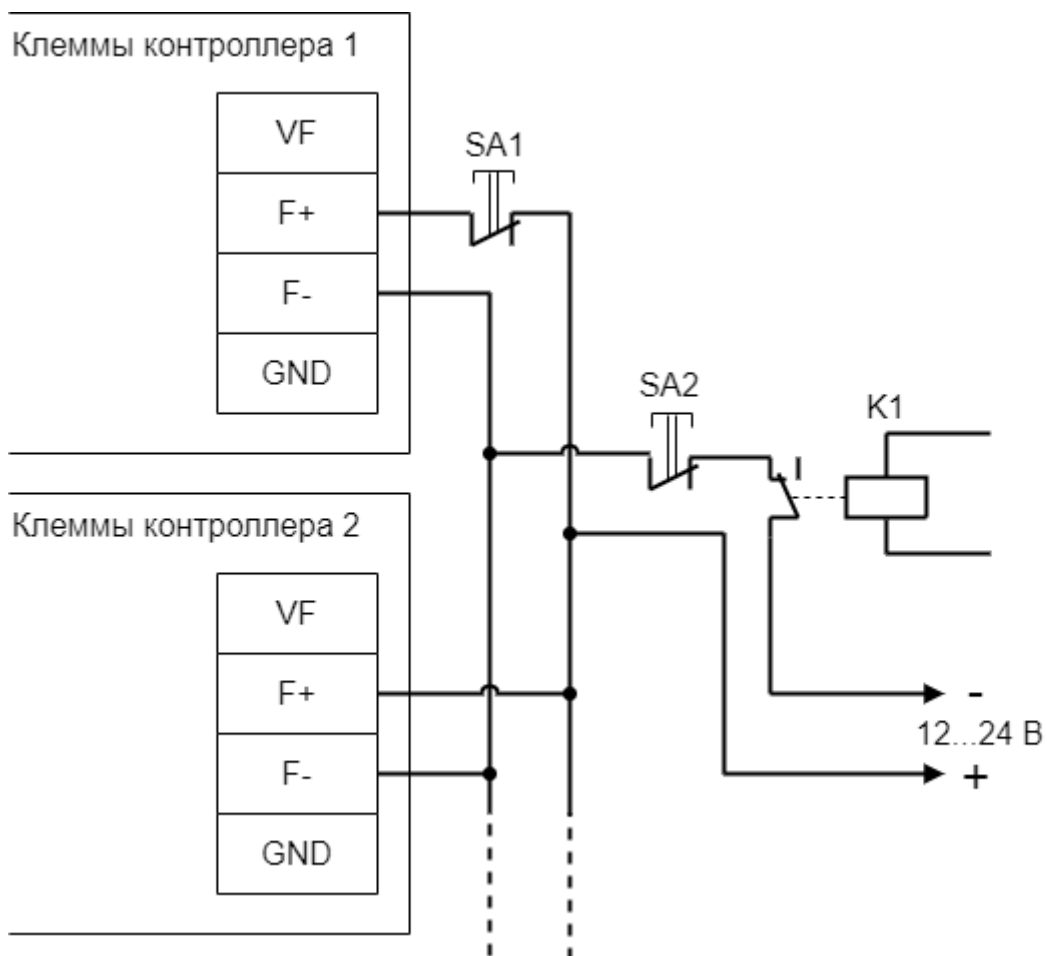 Клеммы контроллера 1
VF
SA1
F+
F-
GND
SA2
K1
Клеммы контроллера 2
VF
F+
-
12...24 В
F-
+
GND